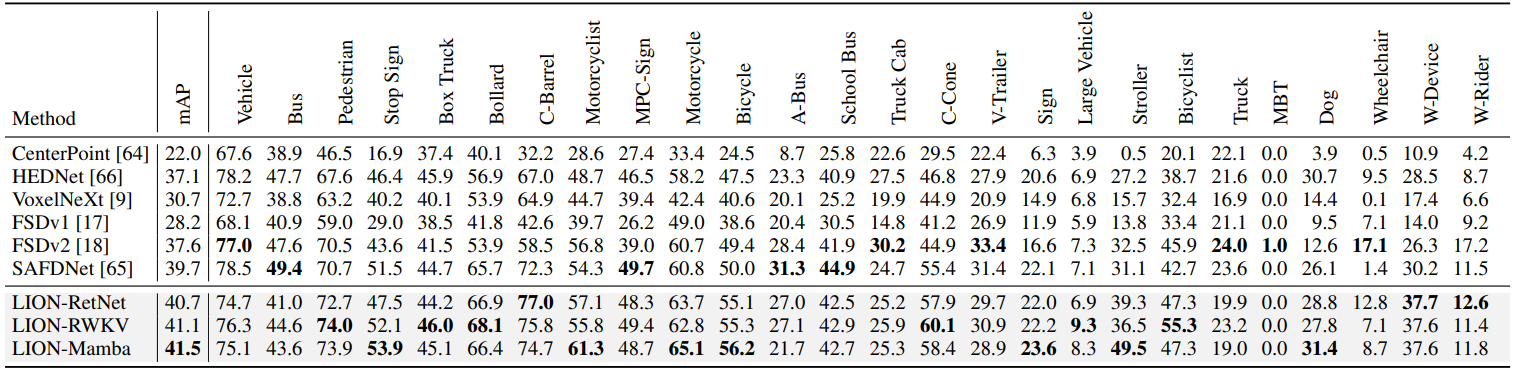 Method mAP Vehicle Bus Pedestrian Stop Sign Box Truck Bollard C-Barrel Motorcyclist MPC-Sign Motorcycle Bicycle A-Bus School Bus Truck Cab C-Cone V-Trailer Sign Large Vehicle Stroller Bicyclist Truck MBT Dog Wheelchair W-Device W-Rider
CenterPoint [64] 22.0 67.6 38.9 46.5 16.9 37.4 40.1 32.2 28.6 27.4 33.4 24.5 8.7 25.8 22.6 29.5 22.4 6.3 3.9 0.5 20.1 22.1 0.0 3.9 0.5 10.9 4.2
HEDNet [66] 37.1 78.2 47.7 67.6 46.4 45.9 56.9 67.0 48.7 46.5 58.2 47.5 23.3 40.9 27.5 46.8 27.9 20.6 6.9 27.2 38.7 21.6 0.0 30.7 9.5 28.5 8.7
VoxelNeXt [9] 30.7 72.7 38.8 63.2 40.2 40.1 53.9 64.9 44.7 39.4 42.4 40.6 20.1 25.2 19.9 44.9 20.9 14.9 6.8 15.7 32.4 16.9 0.0 14.4 0.1 17.4 6.6
FSDv1 [17] 28.2 68.1 40.9 59.0 29.0 38.5 41.8 42.6 39.7 26.2 49.0 38.6 20.4 30.5 14.8 41.2 26.9 11.9 5.9 13.8 33.4 21.1 0.0 9.5 7.1 14.0 9.2
FSDv2 [18] 37.6 77.0 47.6 70.5 43.6 41.5 53.9 58.5 56.8 39.0 60.7 49.4 28.4 41.9 30.2 44.9 33.4 16.6 7.3 32.5 45.9 24.0 1.0 12.6 17.1 26.3 17.2
SAFDNet [65] 39.7 78.5 49.4 70.7 51.5 44.7 65.7 72.3 54.3 49.7 60.8 50.0 31.3 44.9 24.7 55.4 31.4 22.1 7.1 31.1 42.7 23.6 0.0 26.1 1.4 30.2 11.5
LION-RetNet 40.7 74.7 41.0 72.7 47.5 44.2 66.9 77.0 57.1 48.3 63.7 55.1 27.0 42.5 25.2 57.9 29.7 22.0 6.9 39.3 47.3 19.9 0.0 28.8 12.8 37.7 12.6
LION-RWKV 41.1 76.3 44.6 74.0 52.1 46.0 68.1 75.8 55.8 49.4 62.8 55.3 27.1 42.9 25.9 60.1 30.9 22.2 9.3 36.5 55.3 23.2 0.0 27.8 7.1 37.6 11.4
LION-Mamba 41.5 75.1 43.6 73.9 53.9 45.1 66.4 74.7 61.3 48.7 65.1 56.2 21.7 42.7 25.3 58.4 28.9 23.6 8.3 49.5 47.3 19.0 0.0 31.4 8.7 37.6 11.8